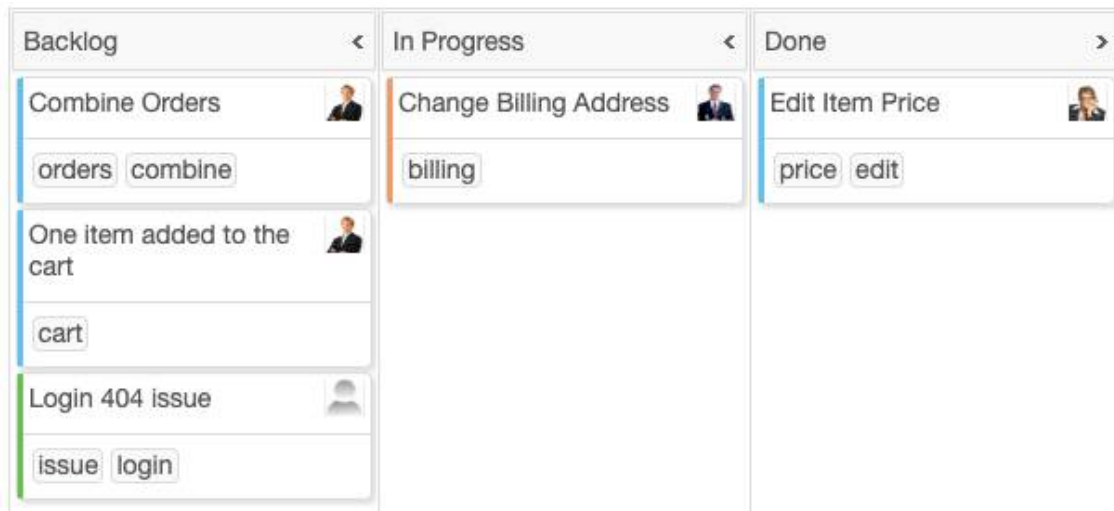 Backlog <
Combine Orders
orders combine
One item added to the
cart
cart
Login 404 issue
issue login
In Progress <
Change Billing Address
billing
Done >
Edit Item Price
price edit